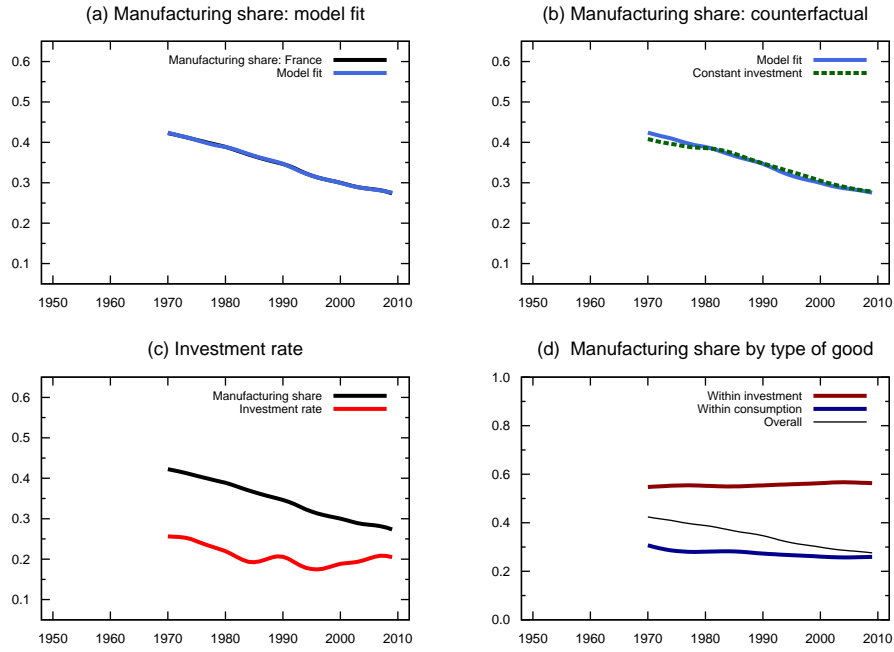 (a) Manufacturing share: model fit
0.6
0.5
0.4
0.3
0.2
0.1
Manufacturing share: France
Model fit
1950 1960 1970 1980 1990 2000 2010
(b) Manufacturing share: counterfactual
0.6
0.5
0.4
0.3
0.2
0.1
Model fit
Constant investment
1950 1960 1970 1980 1990 2000 2010
(c) Investment rate
0.6
0.5
0.4
0.3
0.2
0.1
Manufacturing share
Investment rate
1950 1960 1970 1980 1990 2000 2010
(d) Manufacturing share by type of good
1.0
0.8
0.6
0.4
0.2
0.0
Within investment
Within consumption
Overall
1950 1960 1970 1980 1990 2000 2010